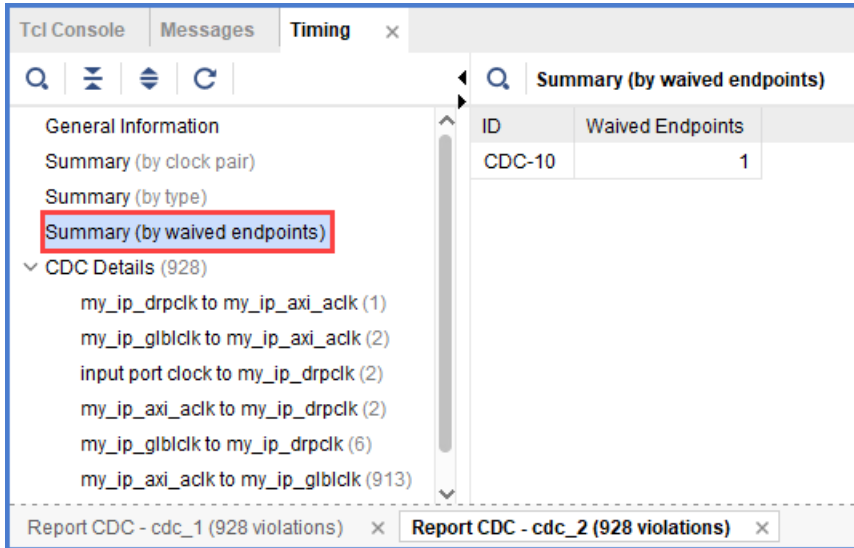 Tcl Console Messages Timing ×
Summary (by waived endpoints)
General Information
Summary (by clock pair)
Summary (by type)
Summary (by waived endpoints)
CDC Details (928)
my_ip_drpclk to my_ip_axi_aclk (1)
my_ip_glblclk to my_ip_axi_aclk (2)
input port clock to my_ip_drpclk (2)
my_ip_axi_aclk to my_ip_drpclk (2)
my_ip_glblclk to my_ip_drpclk (6)
my_ip_axi_aclk to my_ip_glblclk (913)
ID Waived Endpoints
CDC-10 1
Report CDC - cdc_1 (928 violations) × Report CDC - cdc_2 (928 violations) ×